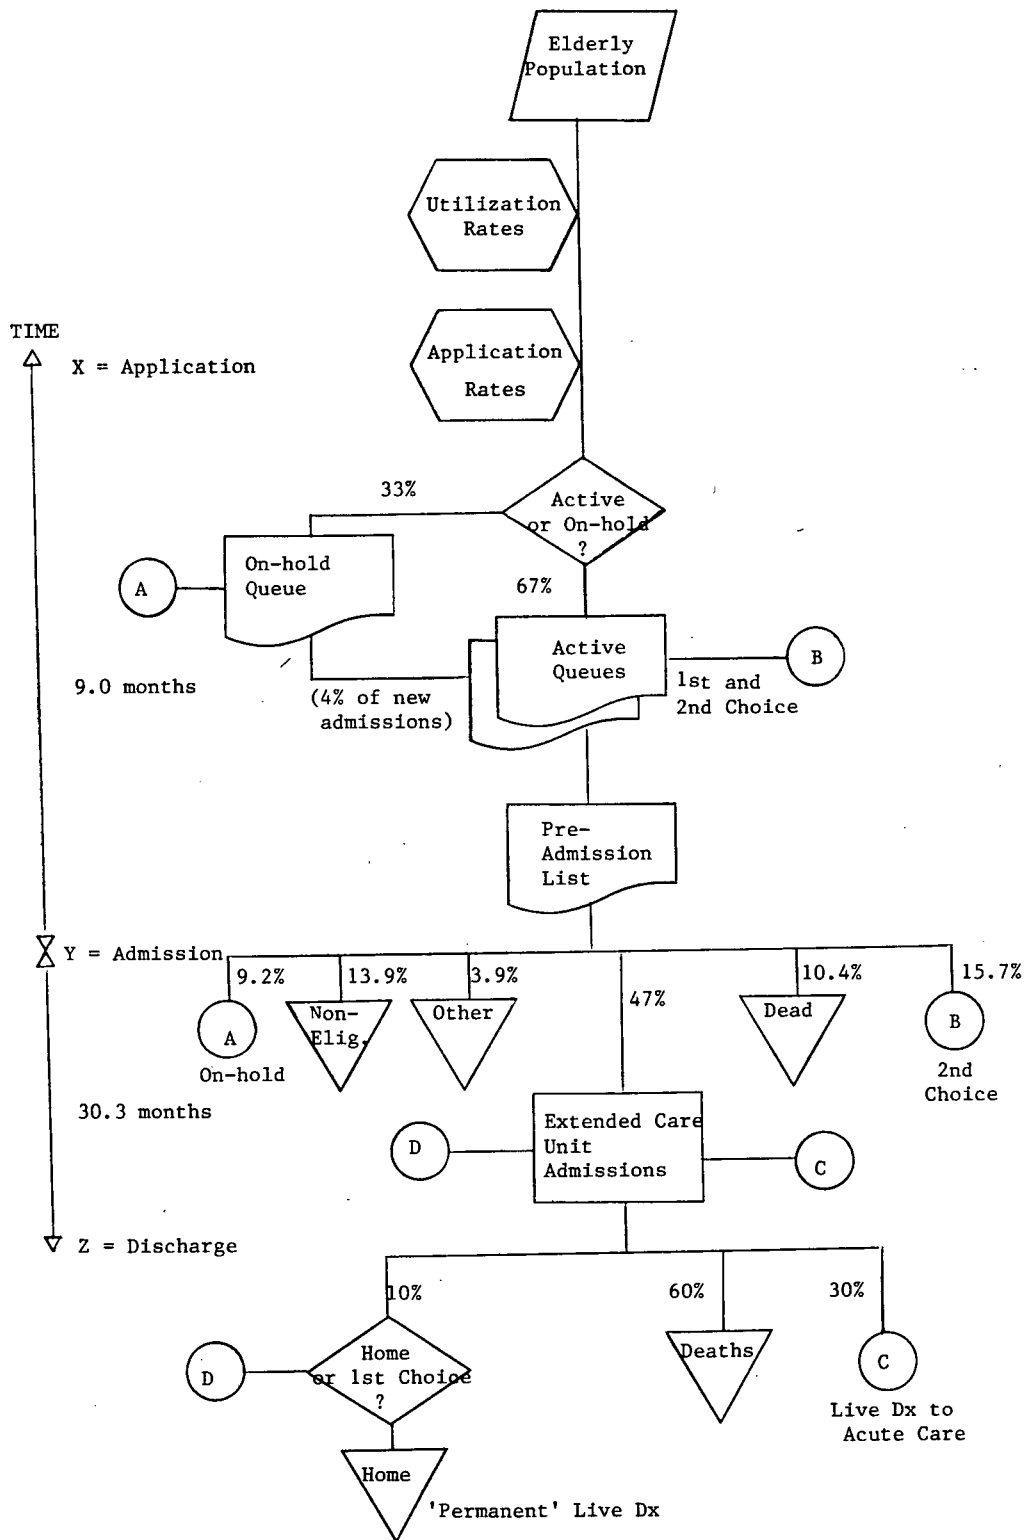 Elderly
Population
Utilization
Rates
TIME
X = Application
Application
Rates
33%
Active
or On-hold
?
On-hold
Queue
A
67%
Active
Queues
B
1st and
2nd Choice
9.0 months
(4% of new
admissions)
Pre-
Admission
List
Y = Admission
9.2%
13.9%
3.9%
47%
10.4%
15.7%
A
On-hold
Non-
Elig.
Other
Dead
B
2nd
Choice
30.3 months
D
Extended Care
Unit
Admissions
C
Z = Discharge
10%
60%
30%
D
Home
or 1st Choice
?
Deaths
C
Live Dx to
Acute Care
Home
'Permanent' Live Dx